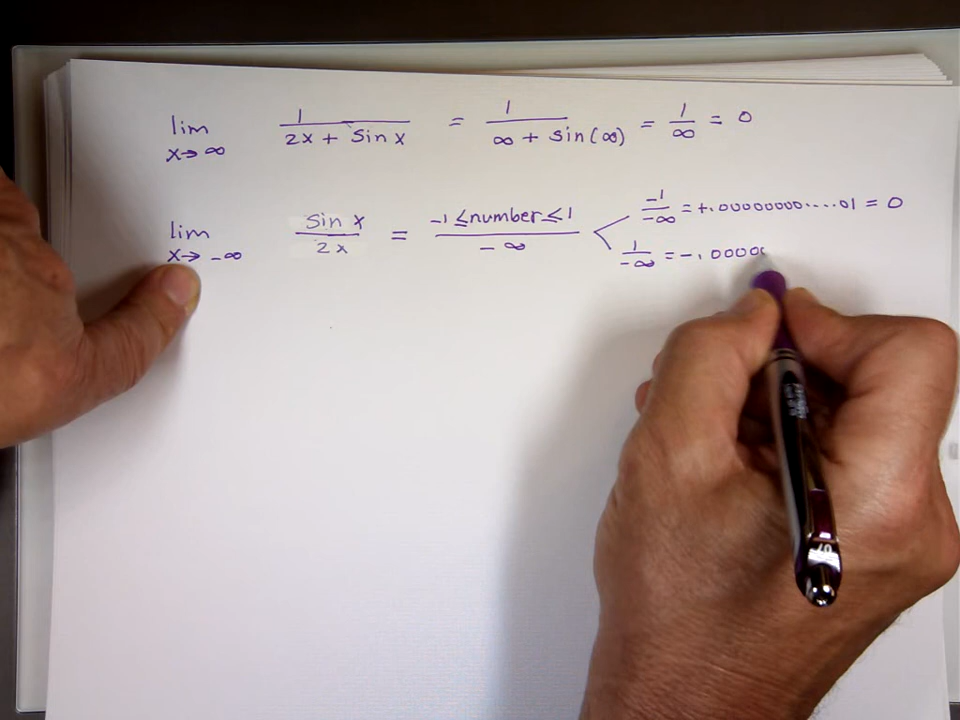 lim x→∞ 1/(2x + sin x) = 1/(∞ + sin(∞)) = 1/∞ = 0
lim x→-∞ sin x/2x = -1≤number≤1/-∞ < -1/-∞ = +.00000000.....01 = 0
1/-∞ = -.0000